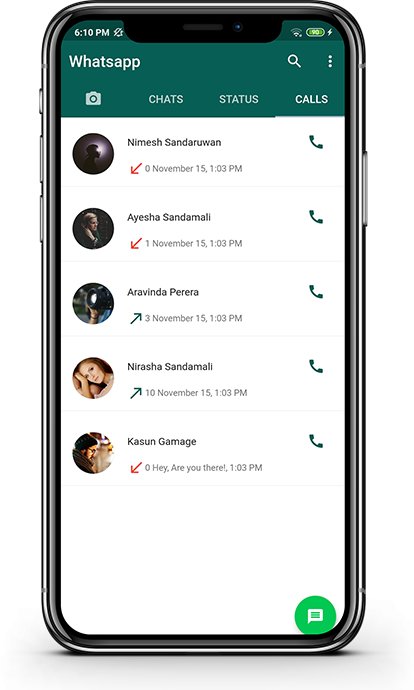 6:10 PM 90
Whatsapp
CHATS STATUS CALLS
Nimesh Sandaruwan
0 November 15, 1:03 PM
Ayesha Sandamali
1 November 15, 1:03 PM
Aravinda Perera
3 November 15, 1:03 PM
Nirasha Sandamali
10 November 15, 1:03 PM
Kasun Gamage
0 Hey, Are you there!, 1:03 PM